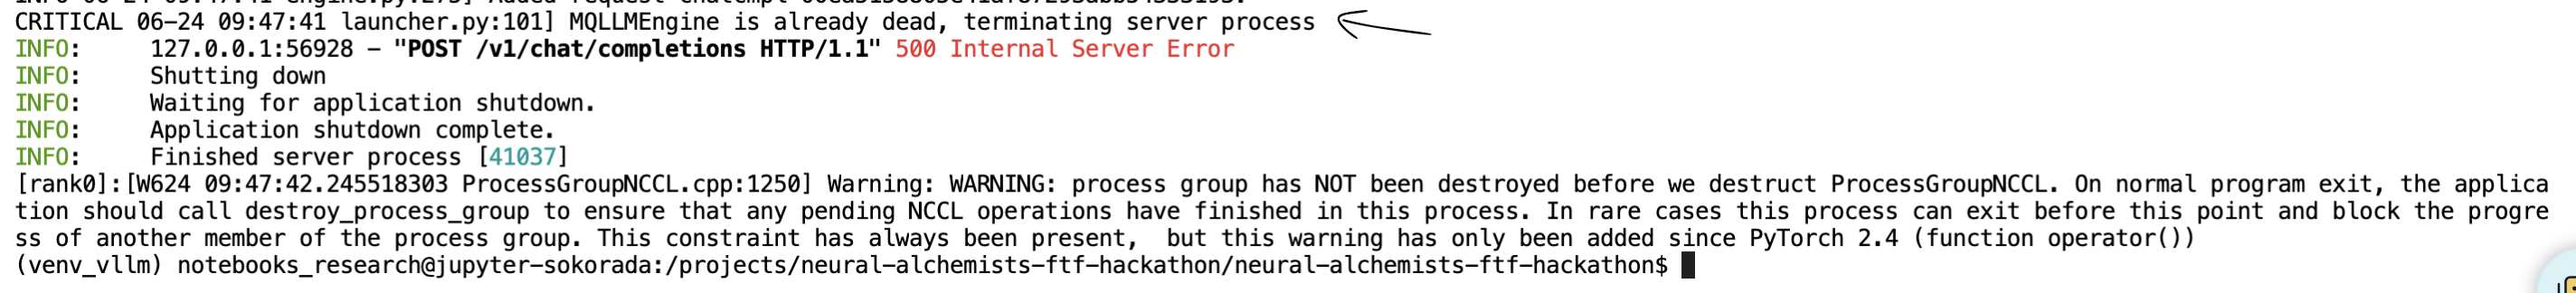 CRITICAL 06-24 09:47:41 launcher.py:101] MQLLMEngine is already dead, terminating server process
INFO:     127.0.0.1:56928 - "POST /v1/chat/completions HTTP/1.1" 500 Internal Server Error
INFO:     Shutting down
INFO:     Waiting for application shutdown.
INFO:     Application shutdown complete.
INFO:     Finished server process [41037]
[rank0]:[W624 09:47:42.245518303 ProcessGroupNCCL.cpp:1250] Warning: WARNING: process group has NOT been destroyed before we destruct ProcessGroupNCCL. On normal program exit, the applica
tion should call destroy_process_group to ensure that any pending NCCL operations have finished in this process. In rare cases this process can exit before this point and block the progre
ss of another member of the process group. This constraint has always been present,  but this warning has only been added since PyTorch 2.4 (function operator())
(venv_vllm) notebooks_research@jupyter-sokorada:/projects/neural-alchemists-ftf-hackathon/neural-alchemists-ftf-hackathon$